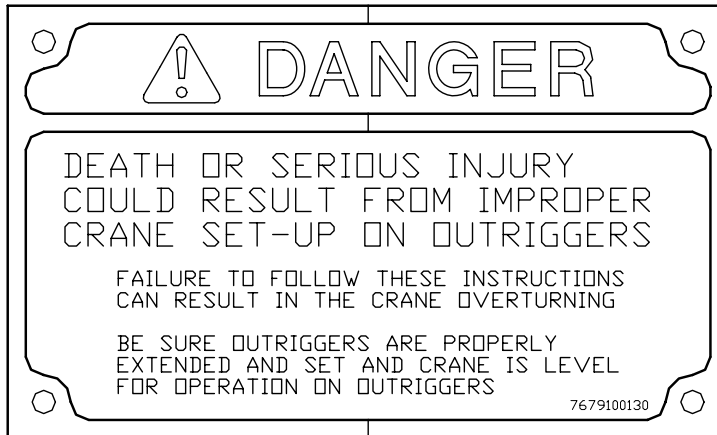 DANGER
DEATH OR SERIOUS INJURY
COULD RESULT FROM IMPROPER
CRANE SET-UP ON OUTRIGGERS
FAILURE TO FOLLOW THESE INSTRUCTIONS
CAN RESULT IN THE CRANE OVERTURNING
BE SURE OUTRIGGERS ARE PROPERLY
EXTENDED AND SET AND CRANE IS LEVEL
FOR OPERATION ON OUTRIGGERS
7679100130